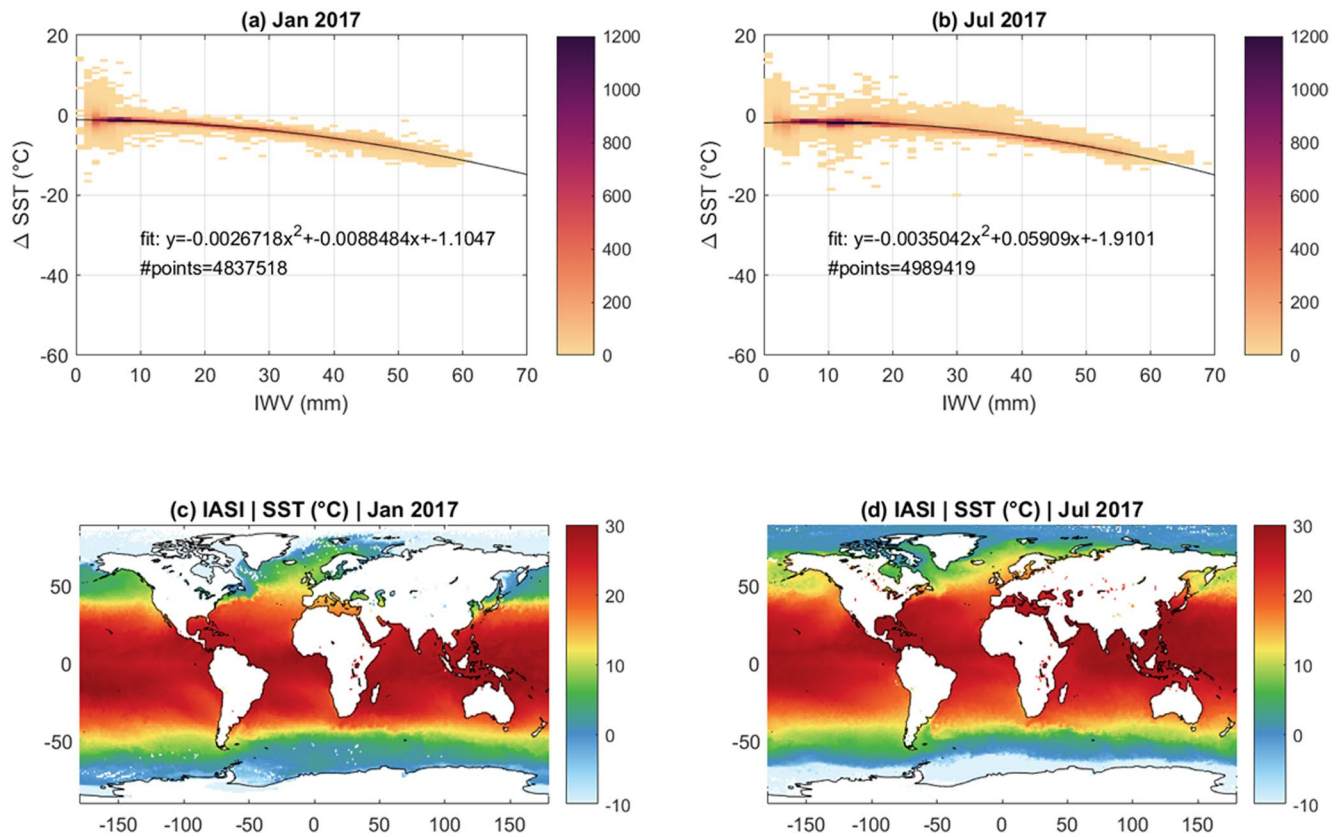 (a) Jan 2017
20
0
-20
-40
-60
0 10 20 30 40 50 60 70
Δ SST (°C)
IWV (mm)
fit: y=-0.0026718x²+-0.0088484x+-1.1047
#points=4837518
1200
1000
800
600
400
200
0
(b) Jul 2017
20
0
-20
-40
-60
0 10 20 30 40 50 60 70
Δ SST (°C)
IWV (mm)
fit: y=-0.0035042x²+0.05909x+-1.9101
#points=4989419
1200
1000
800
600
400
200
0
(c) IASI | SST (°C) | Jan 2017
50
0
-50
-150 -100 -50 0 50 100 150
30
20
10
0
-10
(d) IASI | SST (°C) | Jul 2017
50
0
-50
-150 -100 -50 0 50 100 150
30
20
10
0
-10